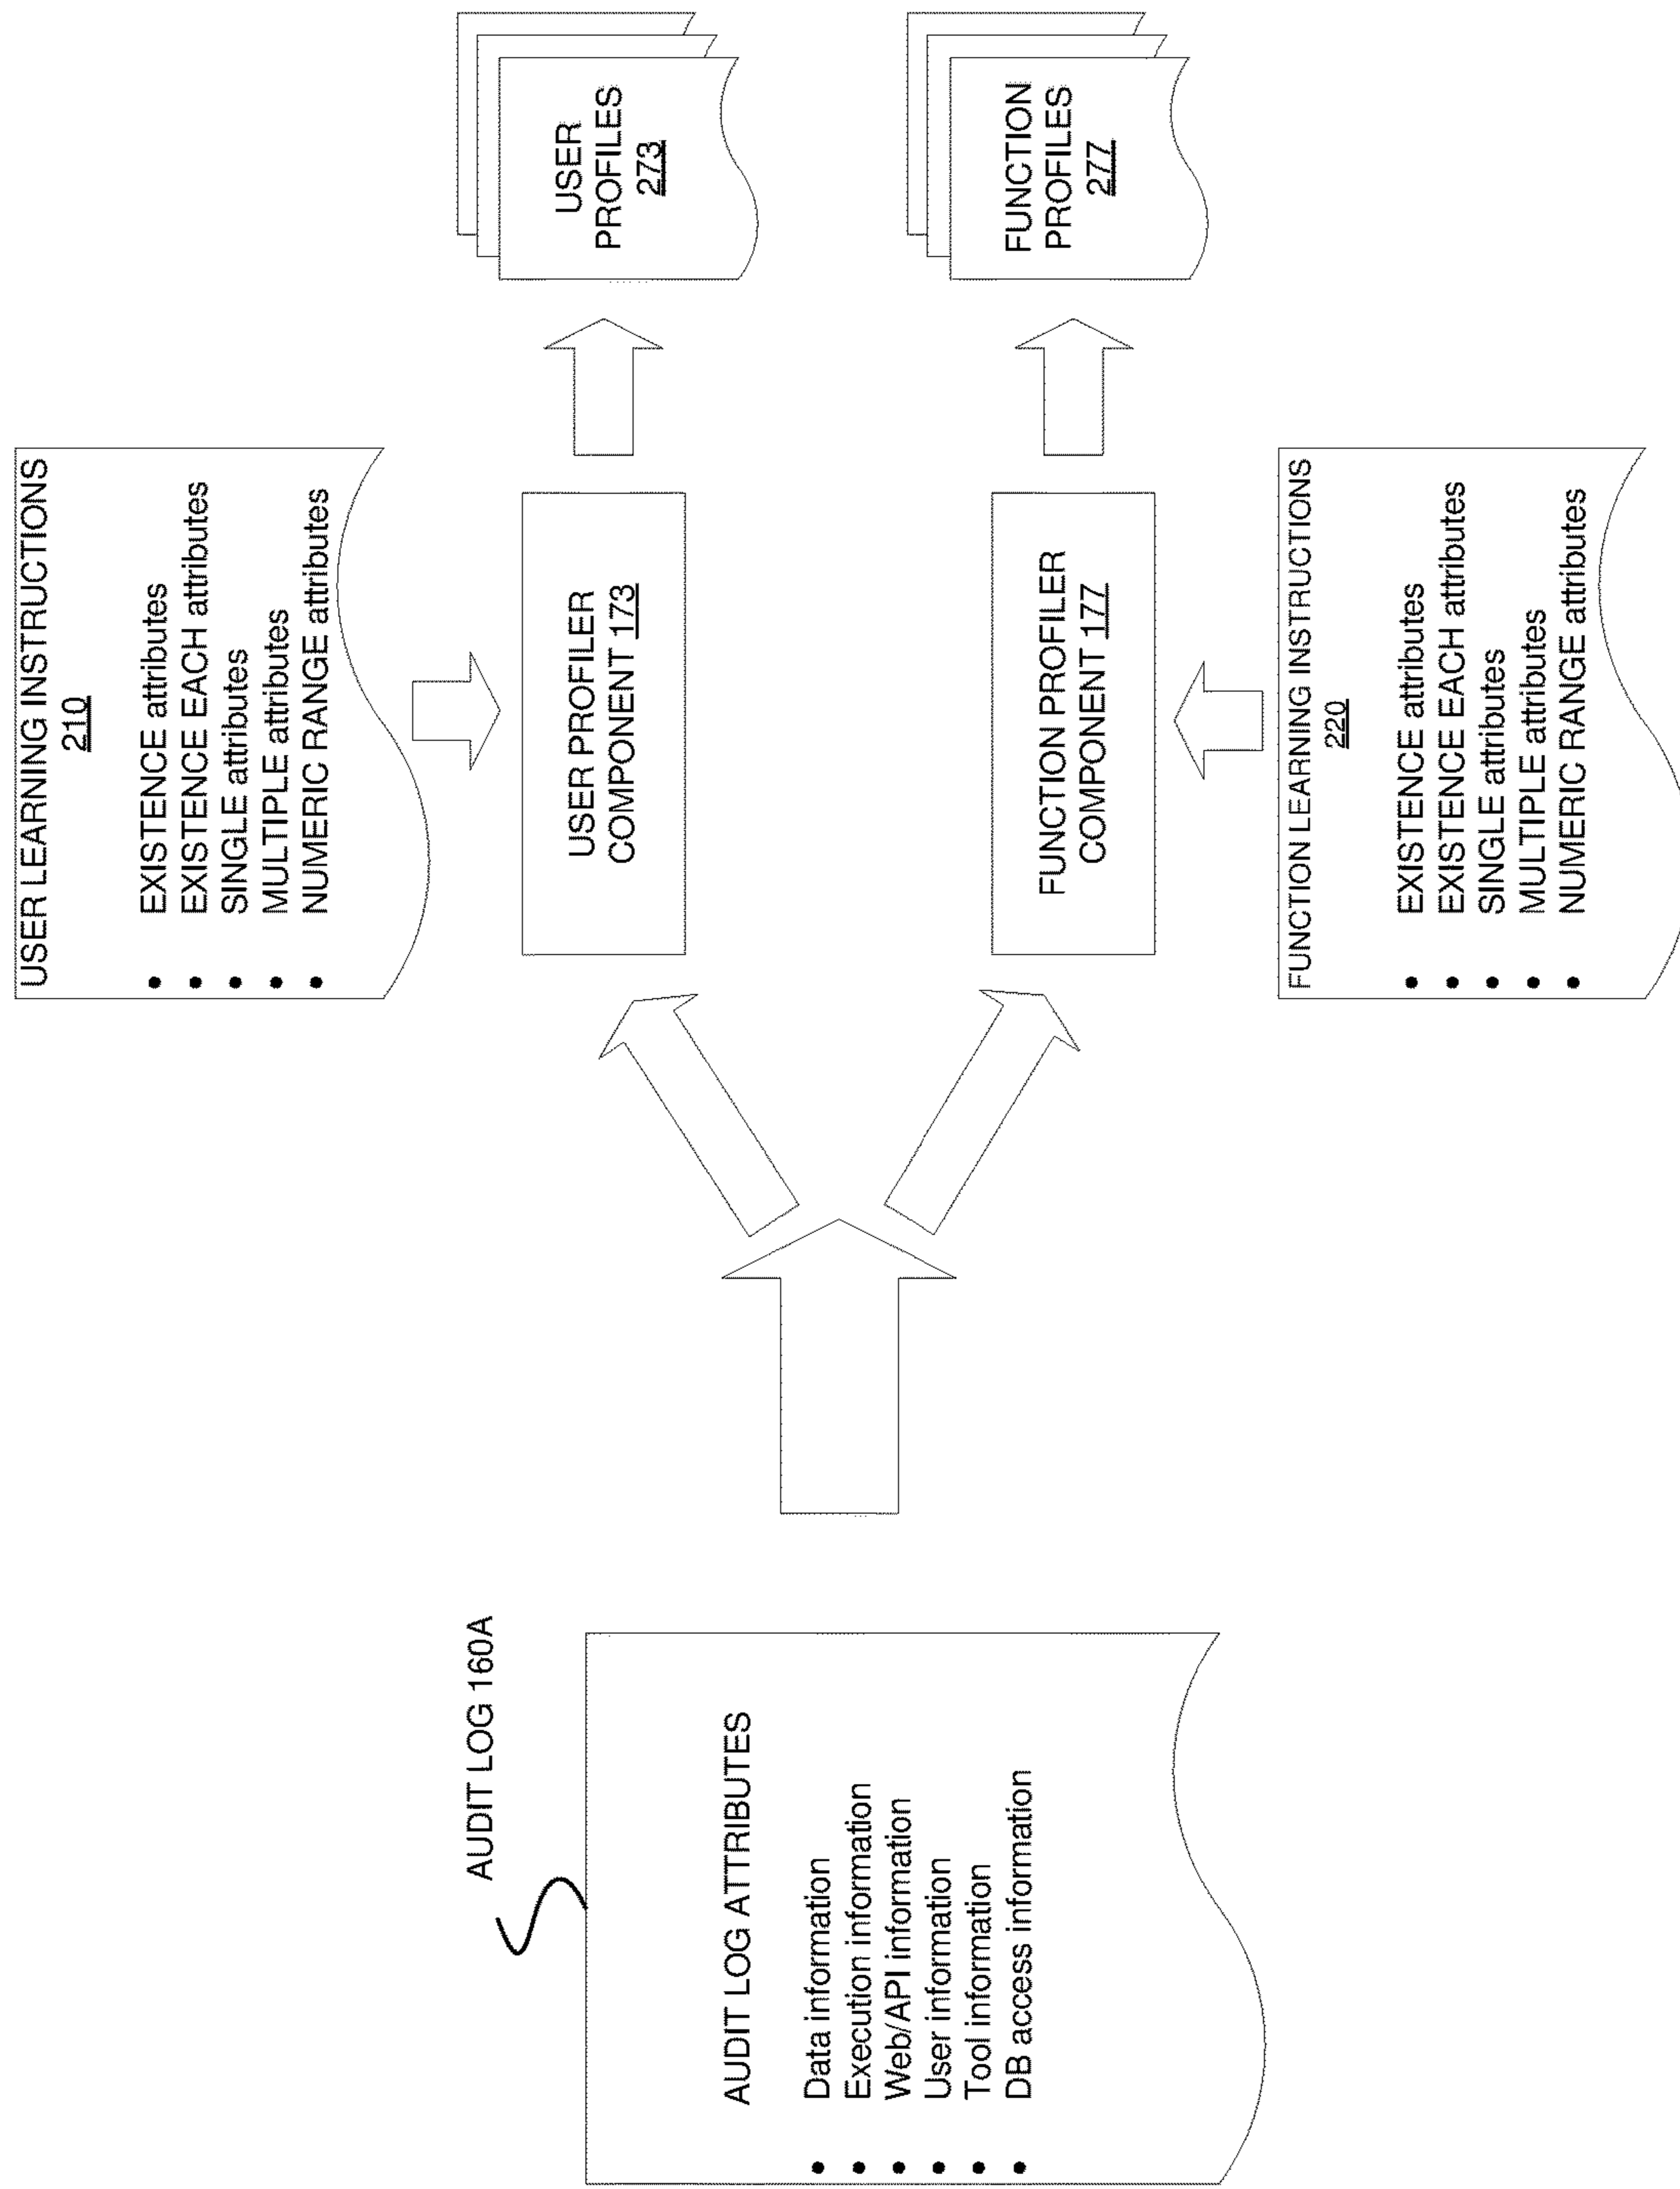 AUDIT LOG 160A
AUDIT LOG ATTRIBUTES
• Data information
• Execution information
• Web/API information
• User information
• Tool information
• DB access information
USER LEARNING INSTRUCTIONS
210
• EXISTENCE attributes
• EXISTENCE EACH attributes
• SINGLE attributes
• MULTIPLE attributes
• NUMERIC RANGE attributes
USER PROFILER
COMPONENT 173
USER
PROFILES
273
FUNCTION PROFILER
COMPONENT 177
FUNCTION
PROFILES
277
FUNCTION LEARNING INSTRUCTIONS
220
• EXISTENCE attributes
• EXISTENCE EACH attributes
• SINGLE attributes
• MULTIPLE attributes
• NUMERIC RANGE attributes